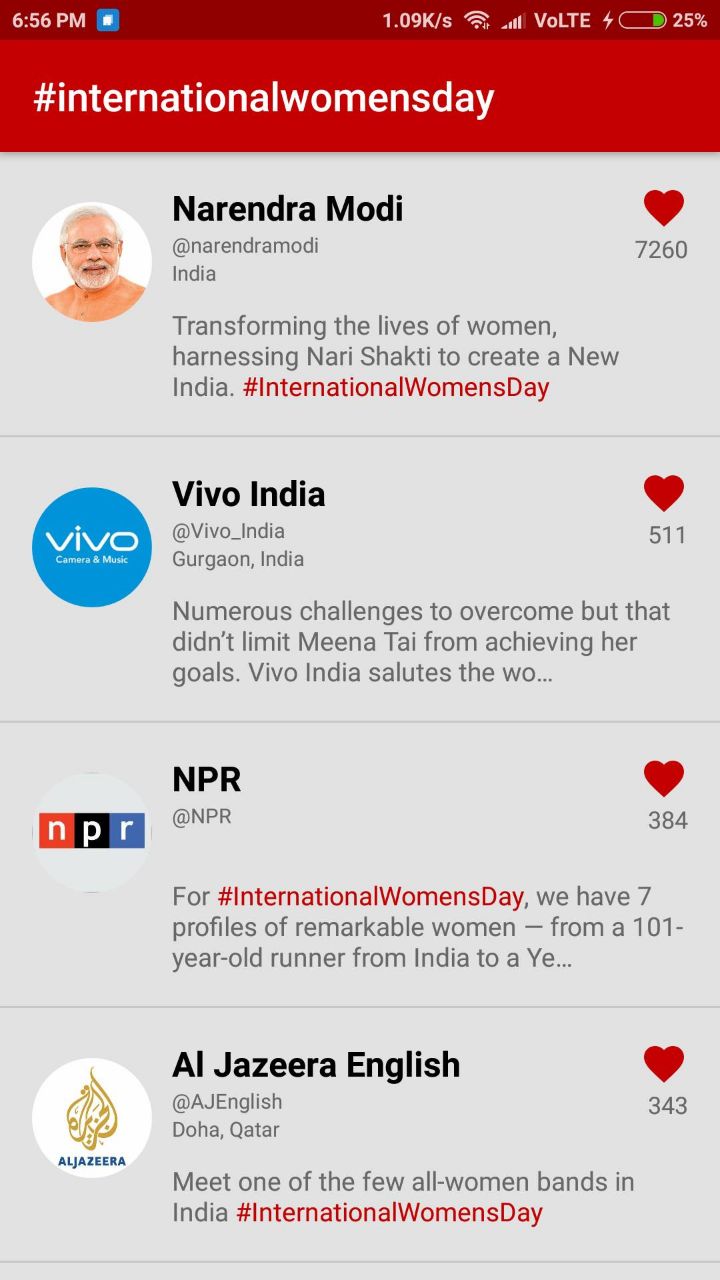 6:56 PM 1.09K/s VoLTE 25%
#internationalwomensday
Narendra Modi
@narendramodi
7260
India
Transforming the lives of women,
harnessing Nari Shakti to create a New
India. #InternationalWomensDay
Vivo India
vivo
Camera & Music
@Vivo_India
511
Gurgaon, India
Numerous challenges to overcome but that
didn’t limit Meena Tai from achieving her
goals. Vivo India salutes the wo…
NPR
@NPR
384
n p r
For #InternationalWomensDay, we have 7
profiles of remarkable women — from a 101-
year-old runner from India to a Ye…
Al Jazeera English
@AJEnglish
343
Doha, Qatar
ALJAZEERA
Meet one of the few all-women bands in
India #InternationalWomensDay